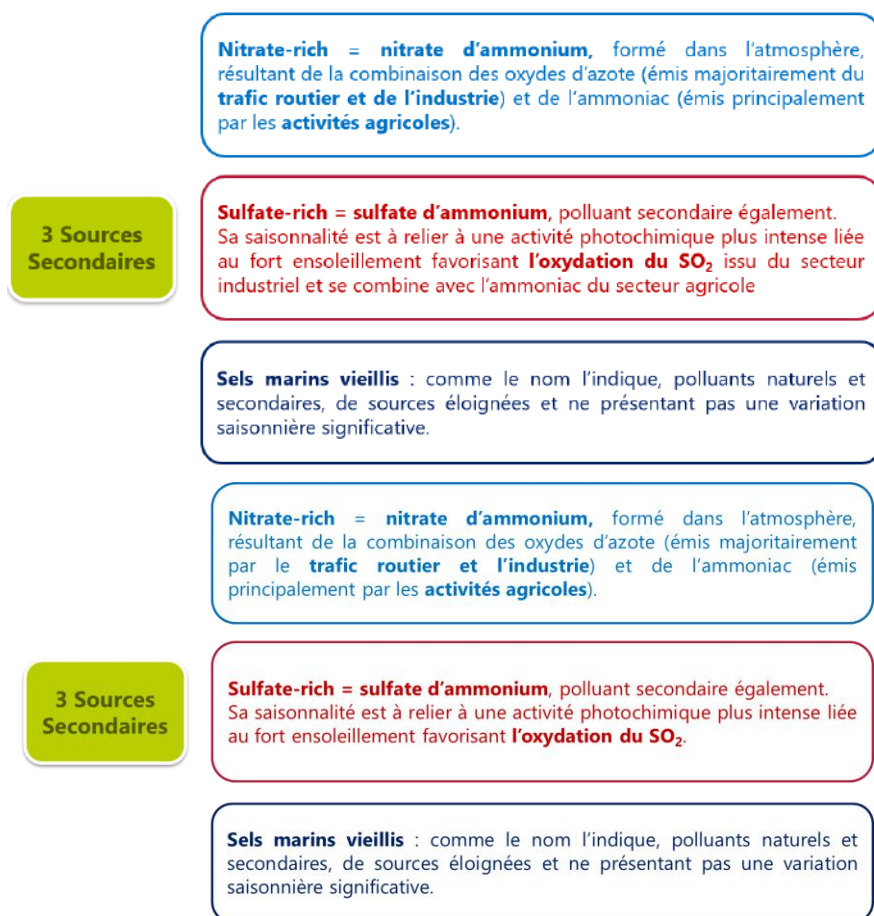 Nitrate-rich = nitrate d'ammonium, formé dans l'atmosphère,
résultant de la combinaison des oxydes d'azote (émis majoritairement du
trafic routier et de l'industrie) et de l'ammoniac (émis principalement
par les activités agricoles).
3 Sources
Secondaires
Sulfate-rich = sulfate d'ammonium, polluant secondaire également.
Sa saisonnalité est à relier à une activité photochimique plus intense liée
au fort ensoleillement favorisant l'oxydation du SO₂ issu du secteur
industriel et se combine avec l'ammoniac du secteur agricole
Sels marins vieillis : comme le nom l'indique, polluants naturels et
secondaires, de sources éloignées et ne présentant pas une variation
saisonnière significative.
Nitrate-rich = nitrate d'ammonium, formé dans l'atmosphère,
résultant de la combinaison des oxydes d'azote (émis majoritairement
par le trafic routier et l'industrie) et de l'ammoniac (émis
principalement par les activités agricoles).
3 Sources
Secondaires
Sulfate-rich = sulfate d'ammonium, polluant secondaire également.
Sa saisonnalité est à relier à une activité photochimique plus intense liée
au fort ensoleillement favorisant l'oxydation du SO₂.
Sels marins vieillis : comme le nom l'indique, polluants naturels et
secondaires, de sources éloignées et ne présentant pas une variation
saisonnière significative.